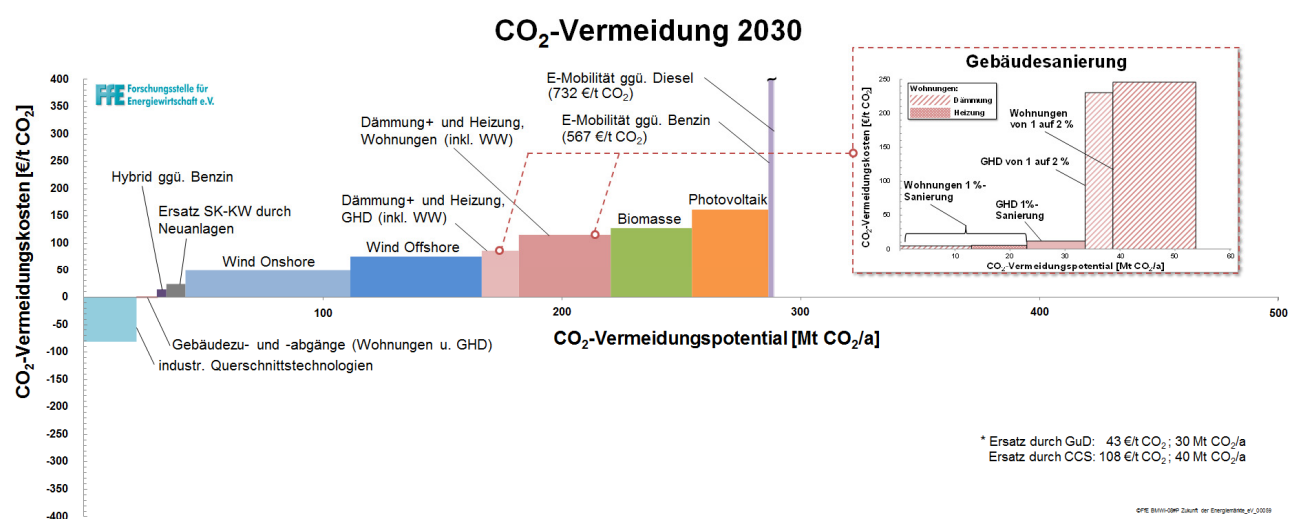 CO2-Vermeidung 2030
FfE Forschungsstelle für
Energiewirtschaft e.V.
CO2-Vermeidungskosten [€/t CO2]
400
350
300
250
200
150
100
50
0
-50
-100
-150
-200
-250
-300
-350
-400
Hybrid ggü. Benzin
Ersatz SK-KW durch
Neuanlagen
Wind Onshore
Wind Offshore
Dämmung+ und Heizung,
GHD (inkl. WW)
Dämmung+ und Heizung,
Wohnungen (inkl. WW)
Biomasse
Photovoltaik
E-Mobilität ggü. Diesel
(732 €/t CO2)
E-Mobilität ggü. Benzin
(567 €/t CO2)
100
200
300
400
500
CO2-Vermeidungspotential [Mt CO2/a]
Gebäudezu- und -abgänge (Wohnungen u. GHD)
industr. Querschnittstechnologien
Gebäudesanierung
CO2-Vermeidungskosten [€/t CO2]
250
200
150
100
50
0
Wohnungen:
Dämmung
Heizung
Wohnungen
von 1 auf 2 %
GHD von 1 auf 2 %
Wohnungen 1 %-
Sanierung
GHD 1%-
Sanierung
10
20
30
40
50
60
CO2-Vermeidungspotential [Mt CO2/a]
* Ersatz durch GuD: 43 €/t CO2 ; 30 Mt CO2/a
Ersatz durch CCS: 108 €/t CO2 ; 40 Mt CO2/a
Zukunft der Energiemärkte_eV_00059